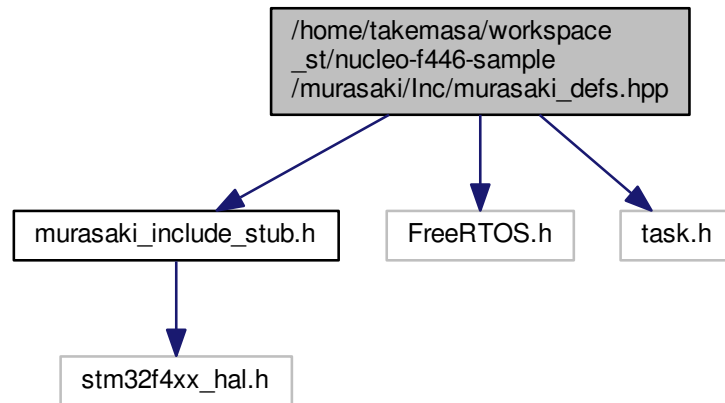 /home/takemasa/workspace
_st/nucleo-f446-sample
/murasaki/Inc/murasaki_defs.hpp
murasaki_include_stub.h
FreeRTOS.h
task.h
stm32f4xx_hal.h